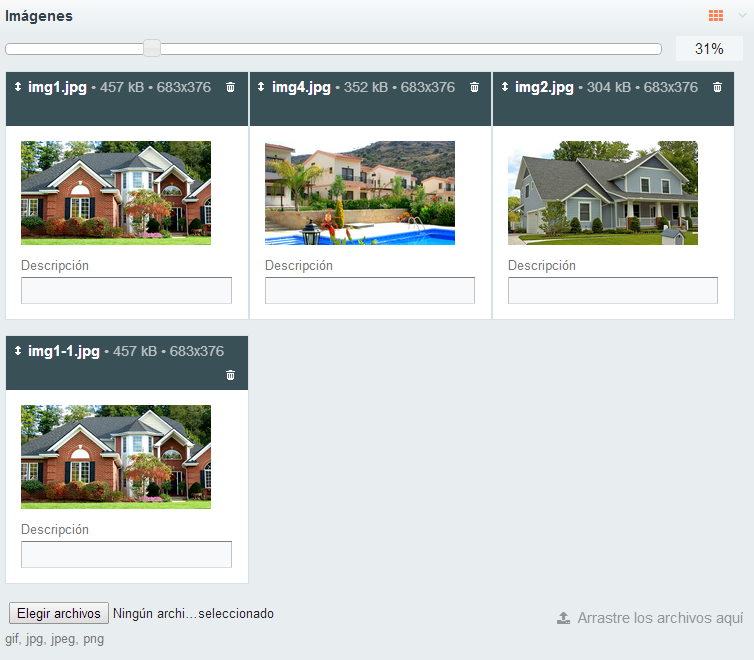 Imágenes
31%
img1.jpg • 457 kB • 683x376
img4.jpg • 352 kB • 683x376
img2.jpg • 304 kB • 683x376
Descripción
Descripción
Descripción
img1-1.jpg • 457 kB • 683x376
Descripción
Elegir archivos Ningún archi…seleccionado
Arrastre los archivos aquí
gif, jpg, jpeg, png